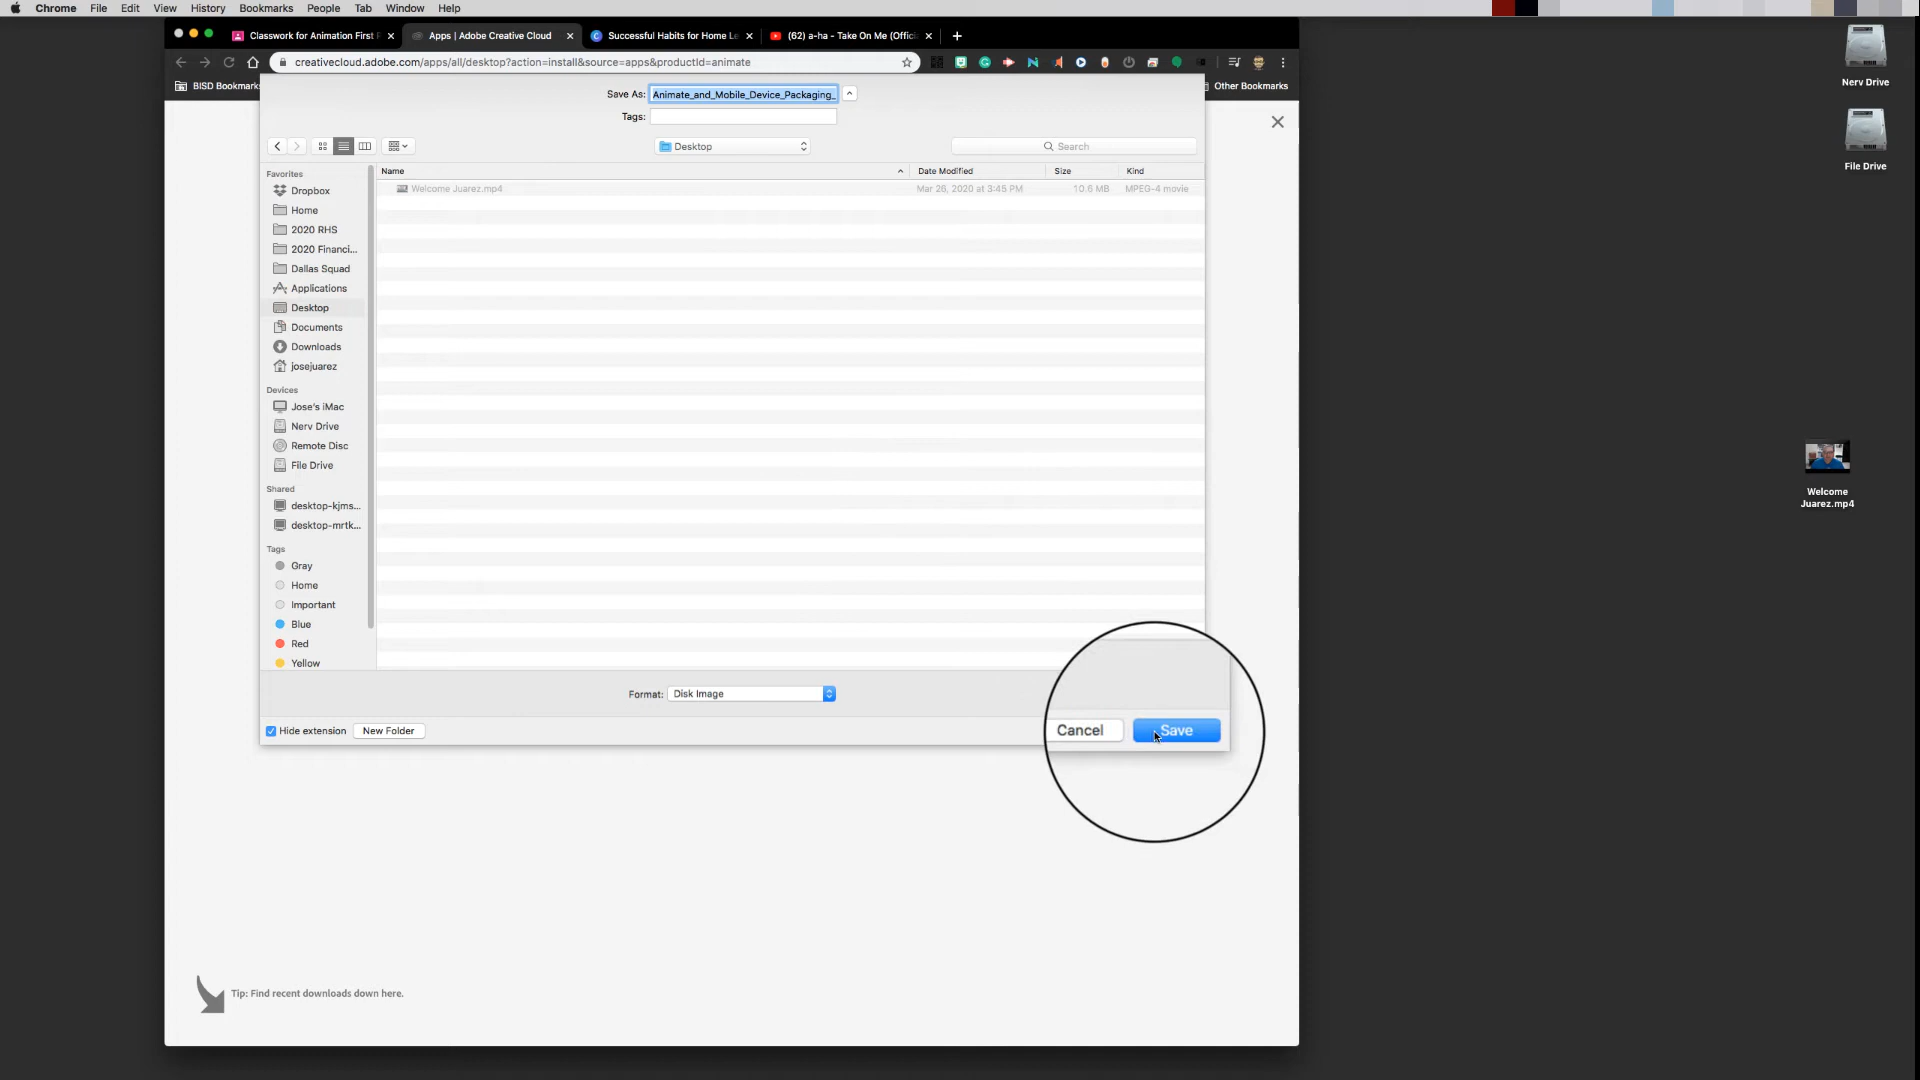 Chrome File Edit View History Bookmarks People Tab Window Help
Classwork for Animation First Apps | Adobe Creative Cloud Successful Habits for Home Le (62) a-ha - Take On Me (Offici
creativecloud.adobe.com/apps/all/desktop?action=install&source=apps&productId=animate
BISD Bookmarks Other Bookmarks
Save As: Animate_and_Mobile_Device_Packaging_
Tags:
Desktop Search
Favorites
Dropbox
Home
2020 RHS
2020 Financi...
Dallas Squad
Applications
Desktop
Documents
Downloads
josejuarez
Devices
Jose's iMac
Nerv Drive
Remote Disc
File Drive
Shared
desktop-kjms...
desktop-mrtk...
Tags
Gray
Home
Important
Blue
Red
Yellow
Name Date Modified Size Kind
Welcome Juarez.mp4 Mar 26, 2020 at 3:45 PM 10.6 MB MPEG-4 movie
Format: Disk Image
Hide extension New Folder Cancel Save
Tip: Find recent downloads down here.
Nerv Drive
File Drive
Welcome
Juarez.mp4